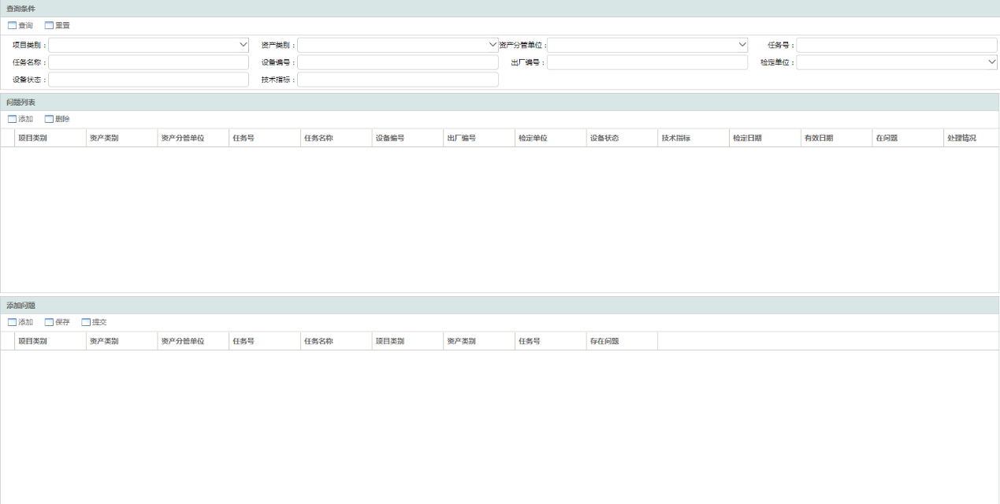 查询条件
查询 重置
项目类别： 资产类别： 资产分管单位： 任务号：
任务名称： 设备编号： 出厂编号： 检定单位：
设备状态： 技术指标：
问题列表
添加 删除
项目类别 资产类别 资产分管单位 任务号 任务名称 设备编号 出厂编号 检定单位 设备状态 技术指标 检定日期 有效日期 在问题 处理情况
添加问题
添加 保存 提交
项目类别 资产类别 资产分管单位 任务号 任务名称 项目类别 资产类别 任务号 存在问题